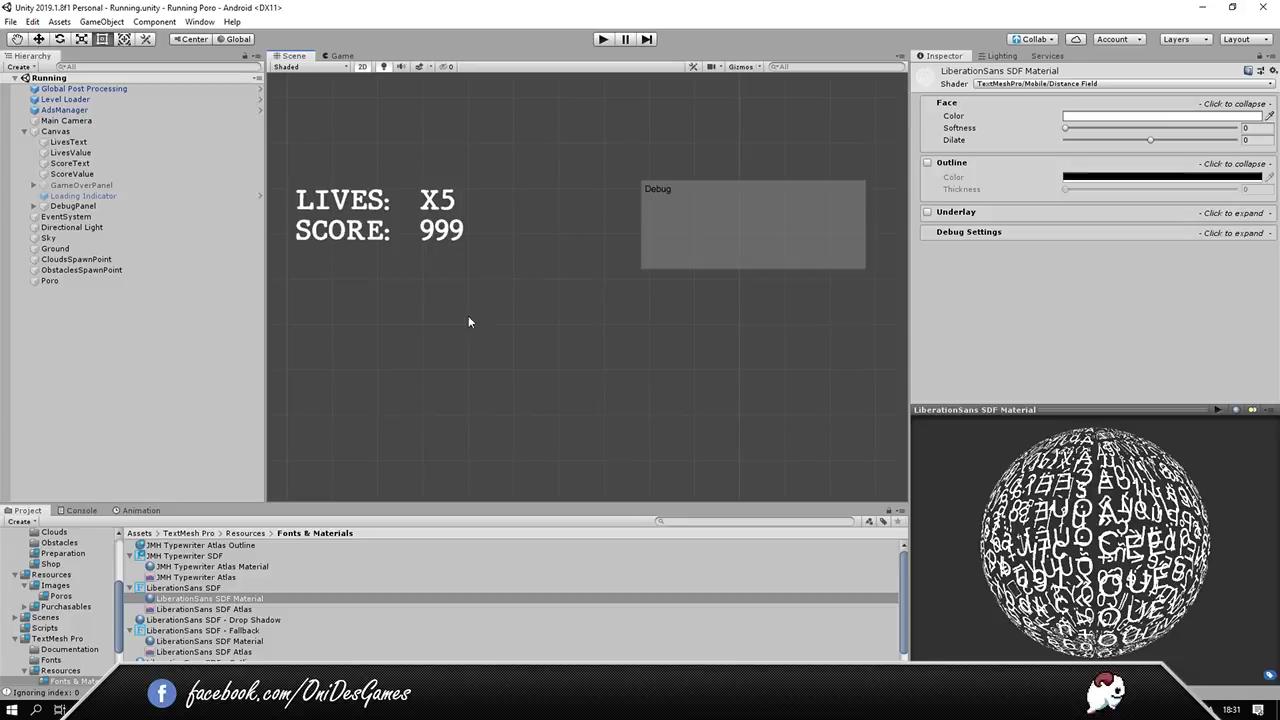 Unity 2019.1.8f1 Personal - Running.unity - Running Poro - Android <DX11>
File Edit Assets GameObject Component Window Help
Center Global Collab Account Layers Layout
Hierarchy Scene Game Inspector Lighting Services
Create All Shaded 2D 0 Gizmos All LiberationSans SDF Material
Running
Shader TextMeshPro/Mobile/Distance Field
Global Post Processing
Level Loader
AdsManager
Main Camera
Canvas
LivesText
LivesValue
ScoreText
ScoreValue
GameOverPanel
Loading Indicator
DebugPanel
EventSystem
Directional Light
Sky
Ground
CloudsSpawnPoint
ObstaclesSpawnPoint
Poro
LIVES: X5
SCORE: 999
Debug
Face - Click to collapse -
Color
Softness 0
Dilate 0
Outline - Click to collapse -
Color
Thickness 0
Underlay - Click to expand -
Debug Settings - Click to expand -
LiberationSans SDF Material
Project Console Animation
Create
Clouds
Obstacles
Preparation
Shop
Resources
Images
Poros
Purchasables
Scenes
Scripts
TextMesh Pro
Documentation
Fonts
Resources
Fonts & Mate
Assets TextMesh Pro Resources Fonts & Materials
JMH Typewriter Atlas Outline
JMH Typewriter SDF
JMH Typewriter Atlas Material
JMH Typewriter Atlas
LiberationSans SDF
LiberationSans SDF Material
LiberationSans SDF Atlas
LiberationSans SDF - Drop Shadow
LiberationSans SDF - Fallback
LiberationSans SDF Material
LiberationSans SDF Atlas
Ignoring index: 0
facebook.com/OniDesGames
18:31